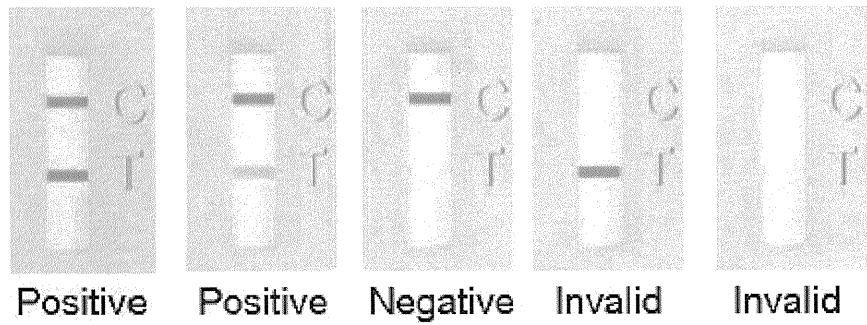 C C C C C
T T T T T
Positive Positive Negative Invalid Invalid